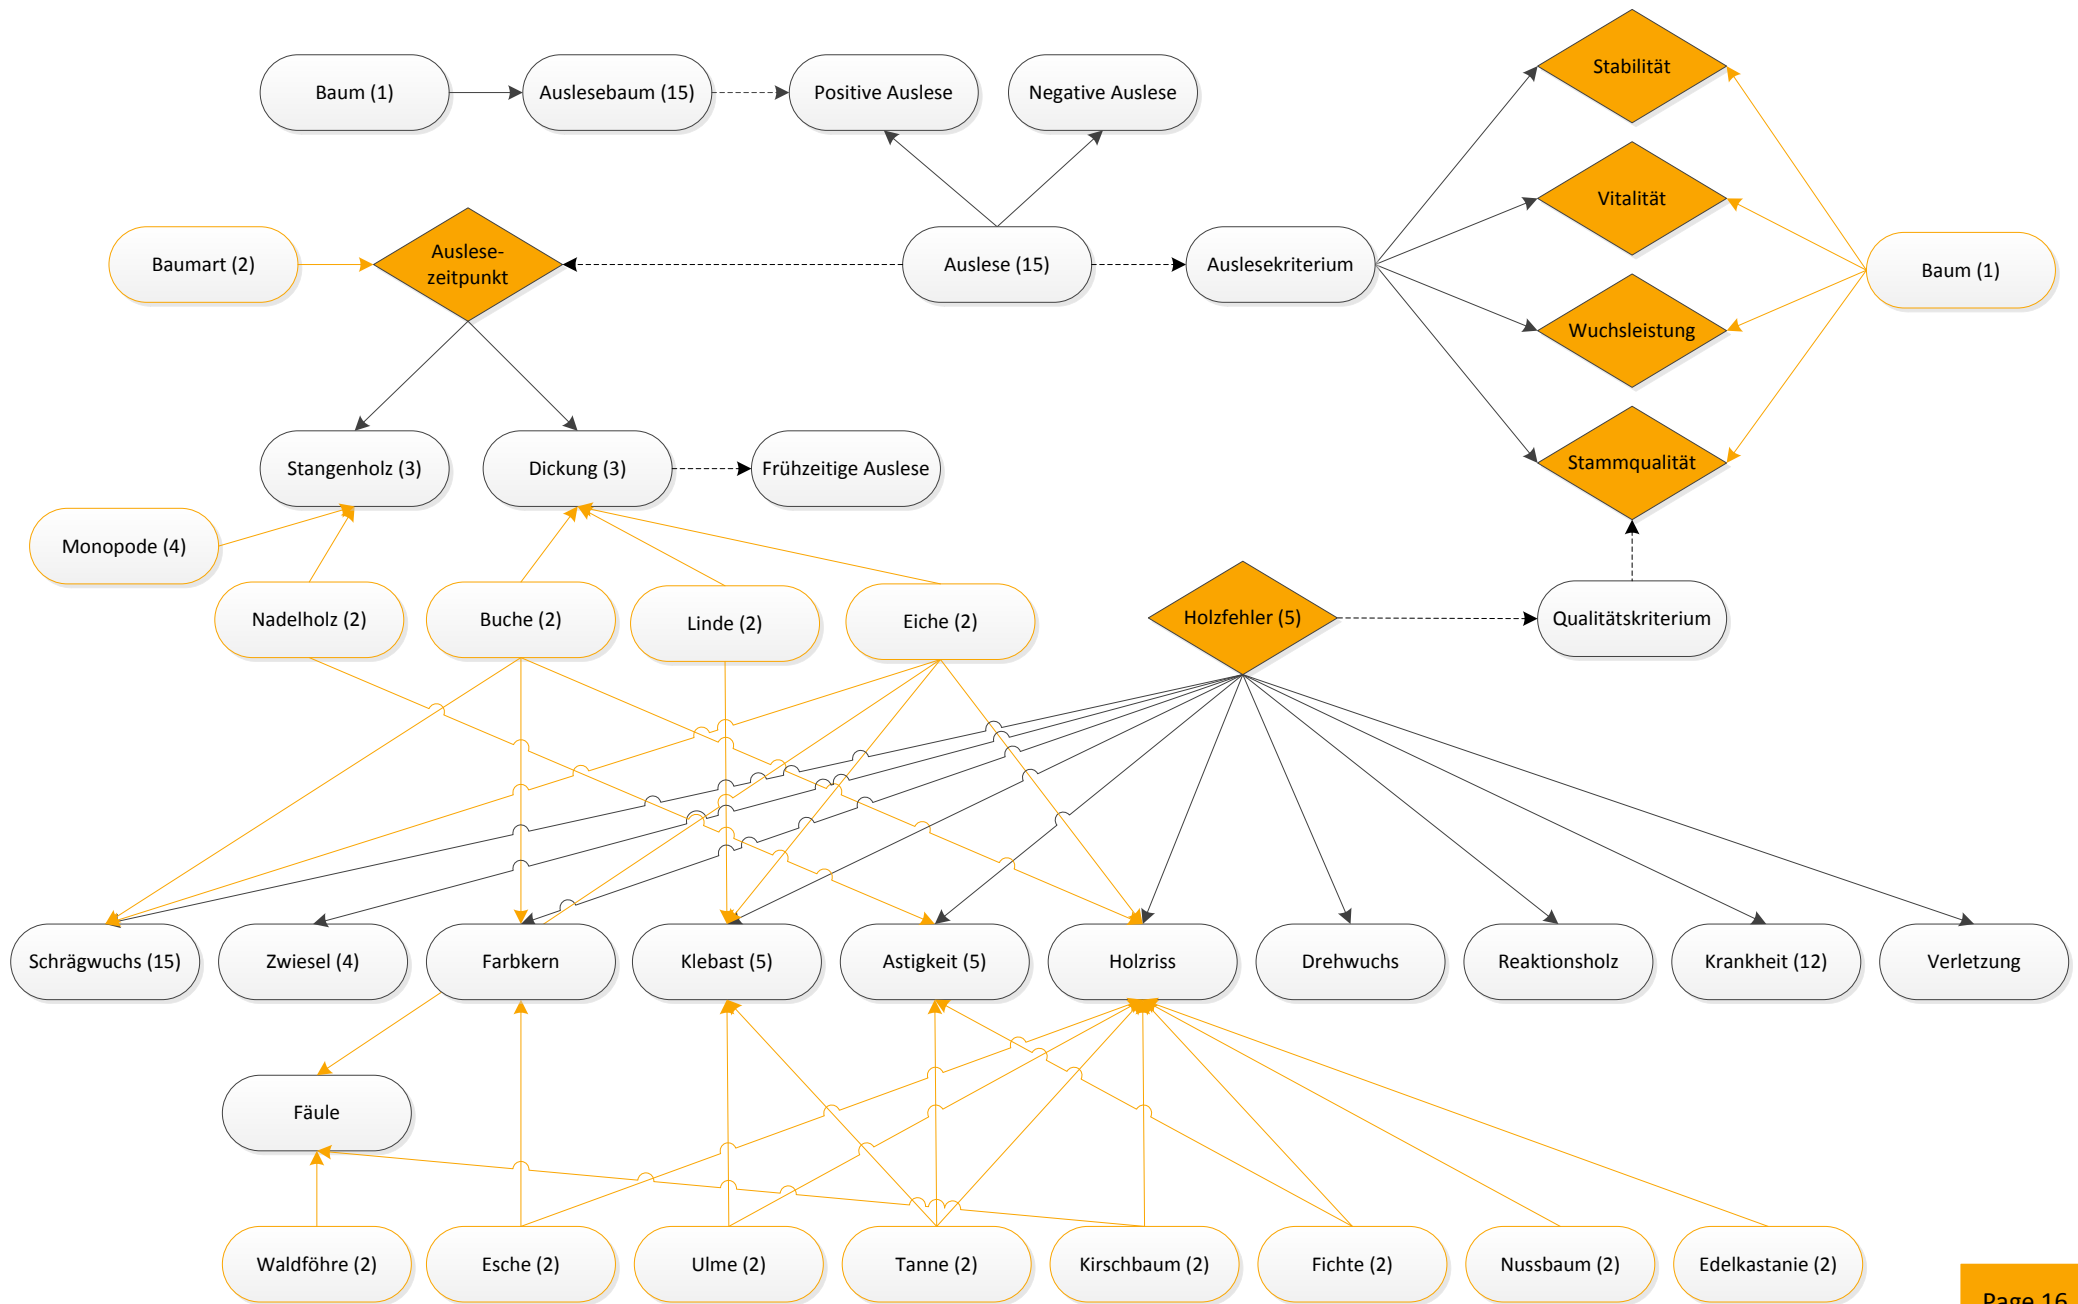 Stabilität
Baum (1)
Auslesebaum (15)
Positive Auslese
Negative Auslese
Vitalität
Baumart (2)
Auslese-
zeitpunkt
Auslese (15)
Auslesekriterium
Baum (1)
Wuchsleistung
Stangenholz (3)
Dickung (3)
Frühzeitige Auslese
Stammqualität
Monopode (4)
Nadelholz (2)
Buche (2)
Linde (2)
Eiche (2)
Holzfehler (5)
Qualitätskriterium
Schrägwuchs (15)
Zwiesel (4)
Farbkern
Klebast (5)
Astigkeit (5)
Holzriss
Drehwuchs
Reaktionsholz
Krankheit (12)
Verletzung
Fäule
Waldföhre (2)
Esche (2)
Ulme (2)
Tanne (2)
Kirschbaum (2)
Fichte (2)
Nussbaum (2)
Edelkastanie (2)
Page 16